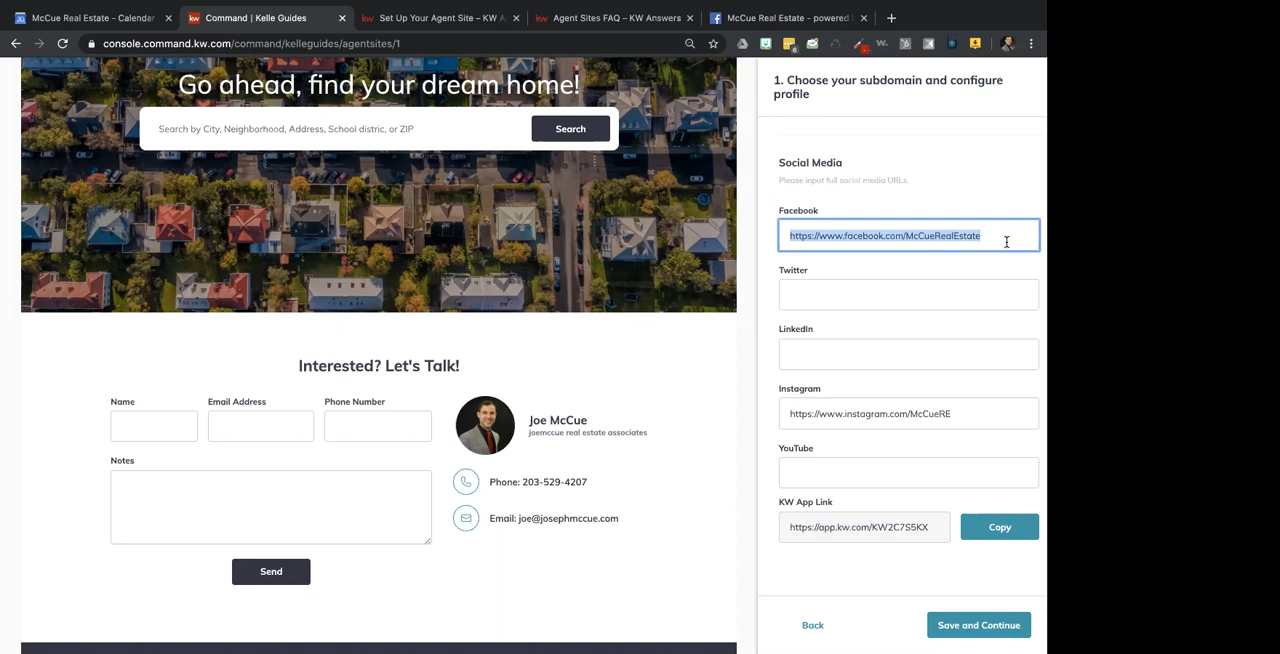 McCue Real Estate - Calendar
Command | Kelle Guides
Set Up Your Agent Site – KW A
Agent Sites FAQ – KW Answers
McCue Real Estate - powered
console.command.kw.com/command/kelleguides/agentsites/1
Go ahead, find your dream home!
Search by City, Neighborhood, Address, School distric, or ZIP
Search
Interested? Let's Talk!
Name
Email Address
Phone Number
Notes
Send
Joe McCue
joemccue real estate associates
Phone: 203-529-4207
Email: joe@josephmccue.com
1. Choose your subdomain and configure
profile
Social Media
Please input full social media URLs.
Facebook
https://www.facebook.com/McCueRealEstate
Twitter
LinkedIn
Instagram
https://www.instagram.com/McCueRE
YouTube
KW App Link
https://app.kw.com/KW2C7S5KX
Copy
Back
Save and Continue